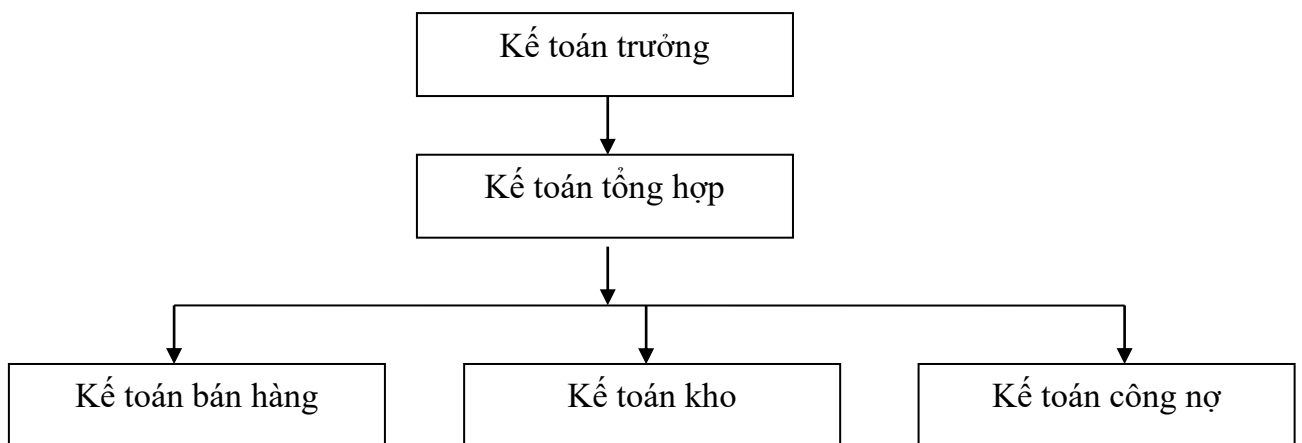 Kế toán trưởng
Kế toán tổng hợp
Kế toán bán hàng
Kế toán kho
Kế toán công nợ